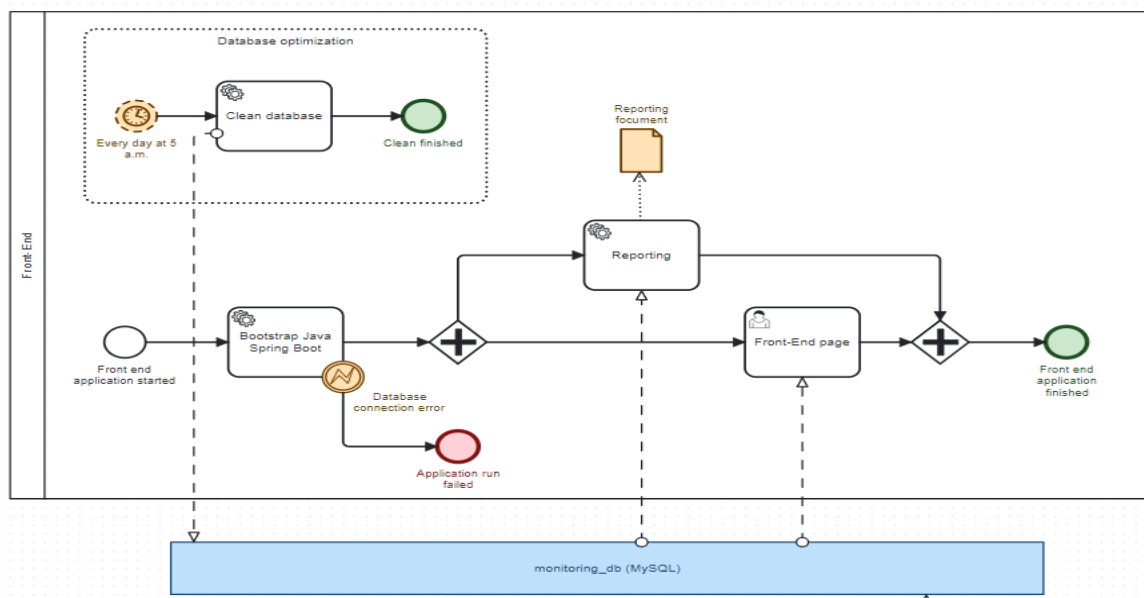 Database optimization
Clean database
Every day at 5
a.m.
Clean finished
Reporting
focument
Front-End
Reporting
Bootstrap Java
Spring Boot
Front-End page
Front end
application started
Database
connection error
Front end
application
finished
Application run
failed
monitoring_db (MySQL)